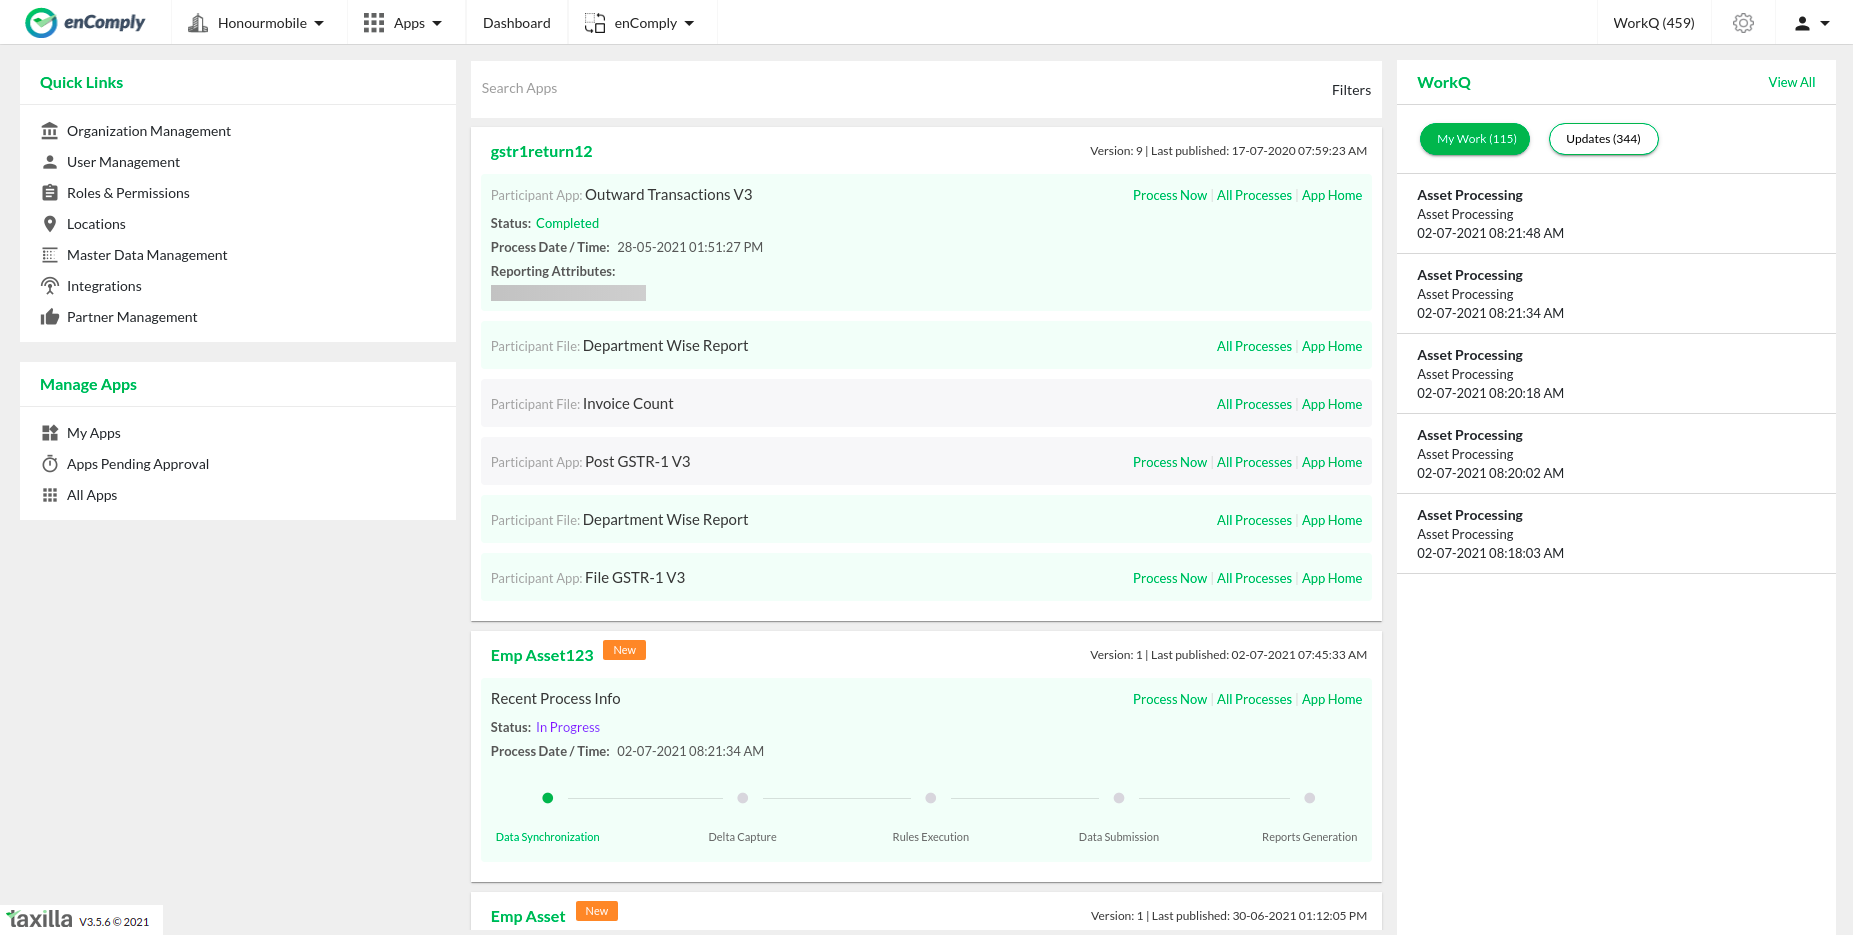 enComply
Honourmobile
Apps
Dashboard
enComply
WorkQ (459)
Quick Links
Organization Management
User Management
Roles & Permissions
Locations
Master Data Management
Integrations
Partner Management
Manage Apps
My Apps
Apps Pending Approval
All Apps
Search Apps
Filters
gstr1return12
Version: 9 | Last published: 17-07-2020 07:59:23 AM
Participant App: Outward Transactions V3
Process Now | All Processes | App Home
Status: Completed
Process Date / Time: 28-05-2021 01:51:27 PM
Reporting Attributes:
Participant File: Department Wise Report
All Processes | App Home
Participant File: Invoice Count
All Processes | App Home
Participant App: Post GSTR-1 V3
Process Now | All Processes | App Home
Participant File: Department Wise Report
All Processes | App Home
Participant App: File GSTR-1 V3
Process Now | All Processes | App Home
Emp Asset123
New
Version: 1 | Last published: 02-07-2021 07:45:33 AM
Recent Process Info
Process Now | All Processes | App Home
Status: In Progress
Process Date / Time: 02-07-2021 08:21:34 AM
Data Synchronization
Delta Capture
Rules Execution
Data Submission
Reports Generation
Emp Asset
New
Version: 1 | Last published: 30-06-2021 01:12:05 PM
WorkQ
View All
My Work (115)
Updates (344)
Asset Processing
Asset Processing
02-07-2021 08:21:48 AM
Asset Processing
Asset Processing
02-07-2021 08:21:34 AM
Asset Processing
Asset Processing
02-07-2021 08:20:18 AM
Asset Processing
Asset Processing
02-07-2021 08:20:02 AM
Asset Processing
Asset Processing
02-07-2021 08:18:03 AM
taxilla V3.5.6 © 2021